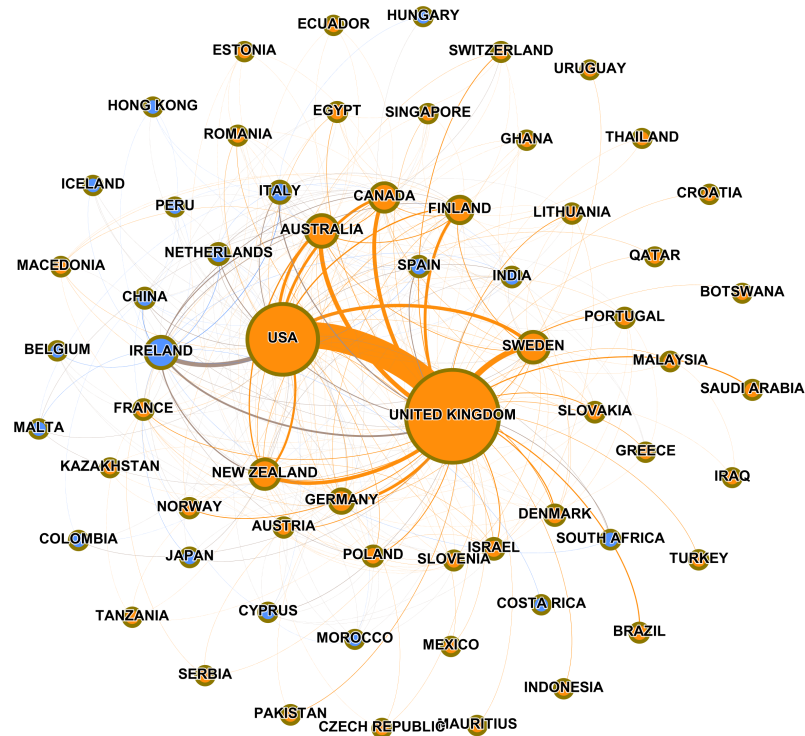 HUNGARY
ECUADOR
ESTONIA
SWITZERLAND
URUGUAY
HONG KONG
EGYPT
SINGAPORE
ROMANIA
GHANA
THAILAND
ICELAND
ITALY
CANADA
CROATIA
PERU
FINLAND
LITHUANIA
AUSTRALIA
NETHERLANDS
MACEDONIA
SPAIN
INDIA
QATAR
CHINA
BOTSWANA
PORTUGAL
USA
BELGIUM
IRELAND
SWEDEN
MALAYSIA
SAUDI ARABIA
FRANCE
UNITED KINGDOM
SLOVAKIA
MALTA
GREECE
KAZAKHSTAN
NEW ZEALAND
IRAQ
NORWAY
GERMANY
DENMARK
AUSTRIA
COLOMBIA
SOUTH AFRICA
JAPAN
POLAND
SLOVENIA
ISRAEL
TURKEY
COSTA RICA
TANZANIA
CYPRUS
MOROCCO
MEXICO
BRAZIL
SERBIA
INDONESIA
PAKISTAN
CZECH REPUBLIC
MAURITIUS